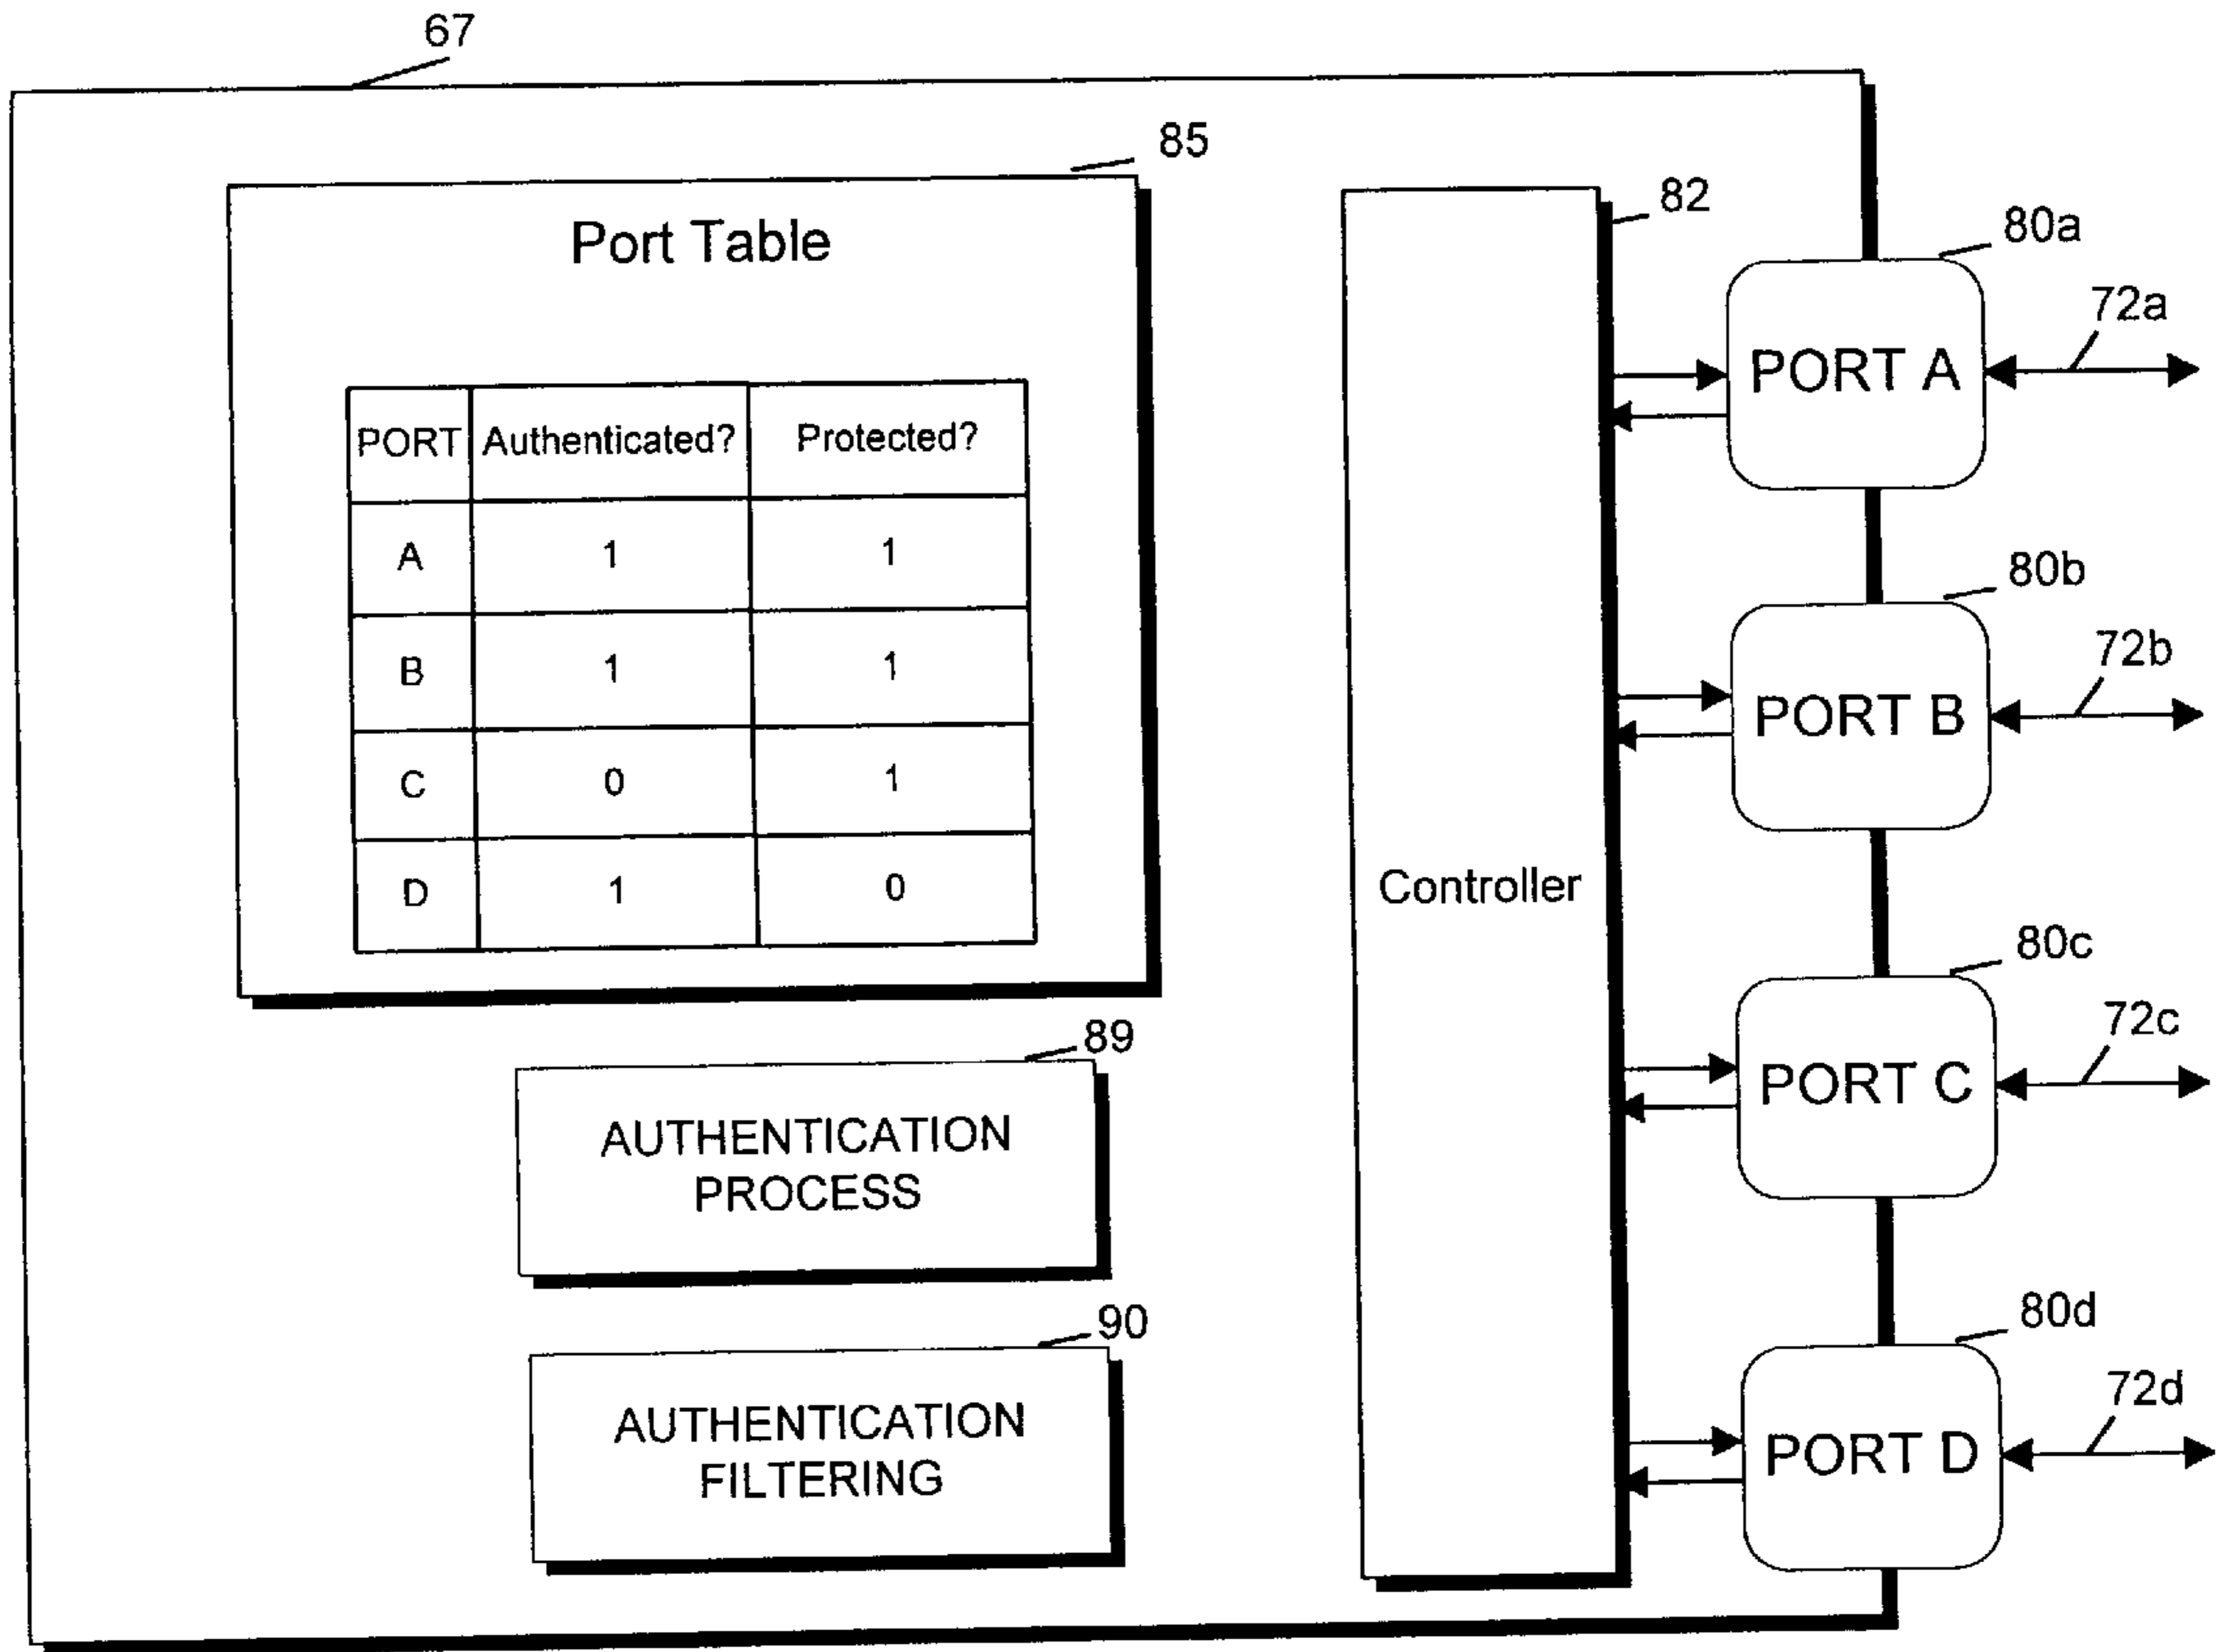 67
85
Port Table
PORT Authenticated? Protected?
A 1 1
B 1 1
C 0 1
D 1 0
89
AUTHENTICATION
PROCESS
90
AUTHENTICATION
FILTERING
82
Controller
80a
PORT A
72a
80b
PORT B
72b
80c
PORT C
72c
80d
PORT D
72d